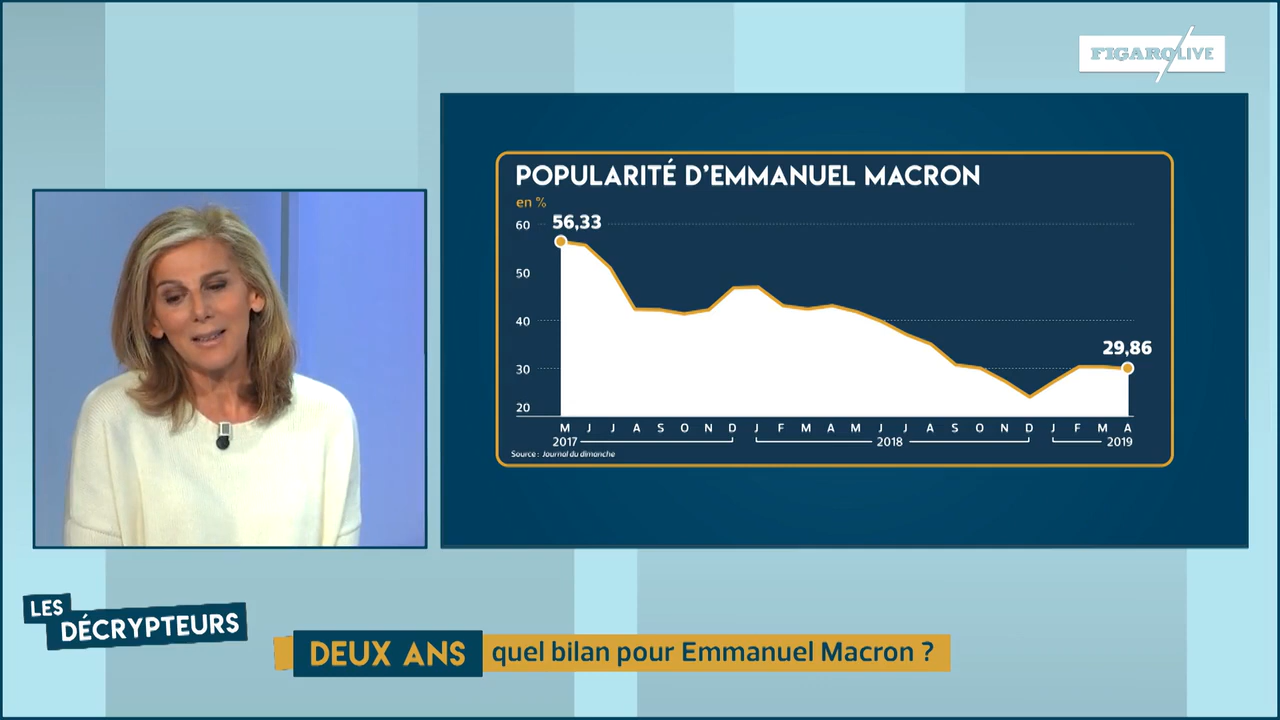 FIGARO LIVE
POPULARITÉ D'EMMANUEL MACRON
en %
60
56,33
50
40
29,86
30
20
M J J A S O N D J F M A M J J A S O N D J F M A
2017 2018 2019
Source : Journal du dimanche
LES
DÉCRYPTEURS
DEUX ANS quel bilan pour Emmanuel Macron ?